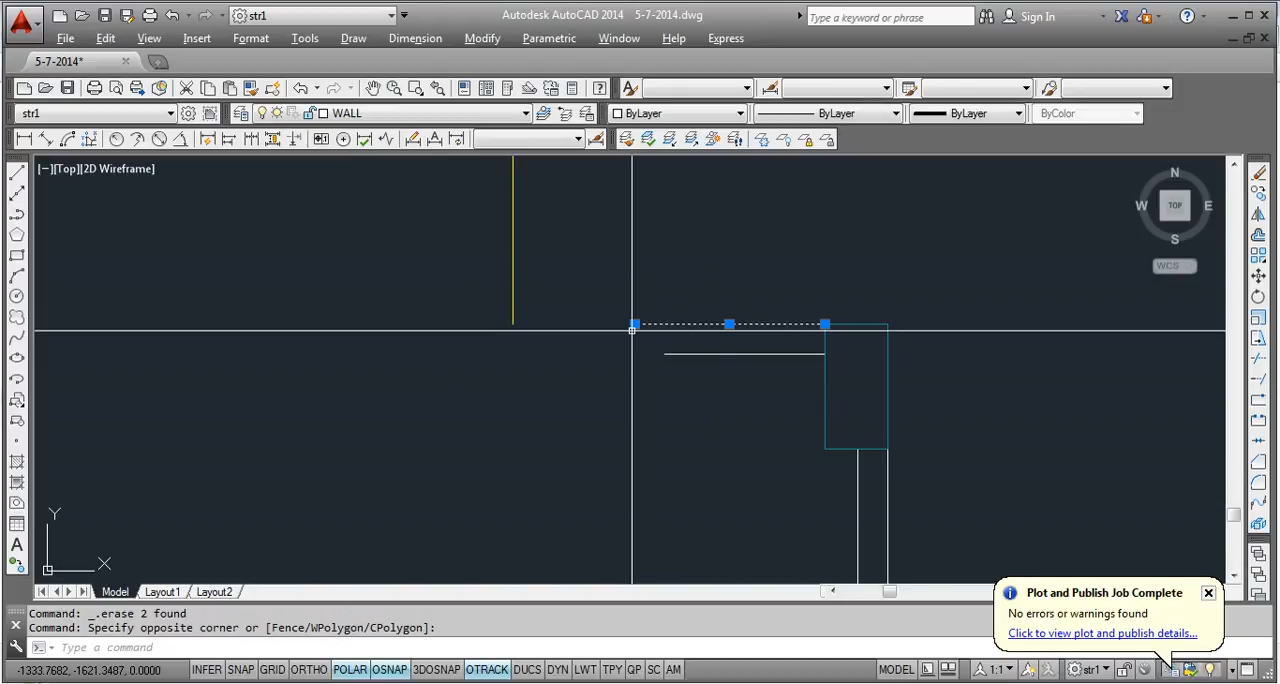 str1
Autodesk AutoCAD 2014 5-7-2014.dwg
Type a keyword or phrase
Sign In
File Edit View Insert Format Tools Draw Dimension Modify Parametric Window Help Express
5-7-2014*
str1
WALL
ByLayer
ByLayer
ByLayer
ByColor
[−][Top][2D Wireframe]
N
W TOP E
S
WCS
Y
X
Model Layout1 Layout2
Plot and Publish Job Complete
No errors or warnings found
Click to view plot and publish details...
Command: _.erase 2 found
Command: Specify opposite corner or [Fence/WPolygon/CPolygon]:
Type a command
-1333.7682, -1621.3487, 0.0000 INFER SNAP GRID ORTHO POLAR OSNAP 3DOSNAP OTRACK DUCS DYN LWT TPY QP SC AM MODEL 1:1 str1